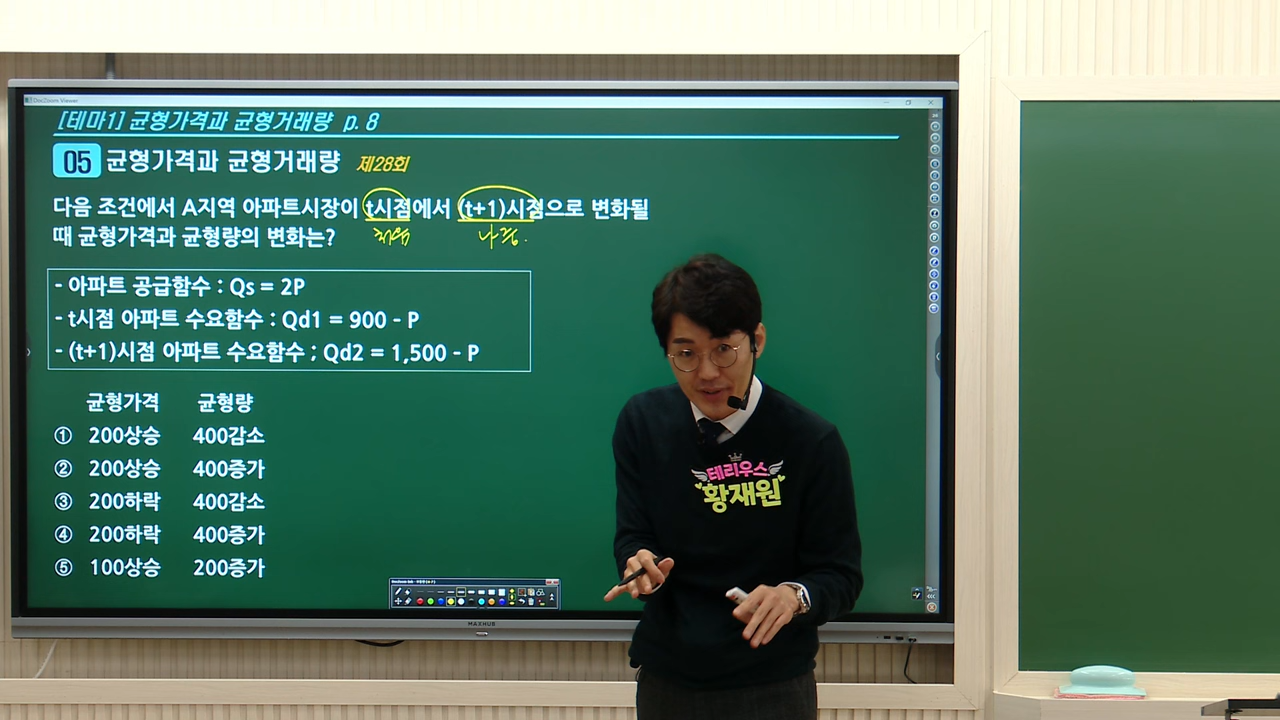 DocZoom Viewer
[테마1] 균형가격과 균형거래량 p. 8
05 균형가격과 균형거래량 제28회
다음 조건에서 A지역 아파트시장이 t시점에서 (t+1)시점으로 변화될
때 균형가격과 균형량의 변화는?
나중.
- 아파트 공급함수 : Qs = 2P
- t시점 아파트 수요함수 : Qd1 = 900 - P
- (t+1)시점 아파트 수요함수 ; Qd2 = 1,500 - P
균형가격 균형량
① 200상승 400감소
② 200상승 400증가
③ 200하락 400감소
④ 200하락 400증가
⑤ 100상승 200증가
테리우스
황재원
MAXHUB